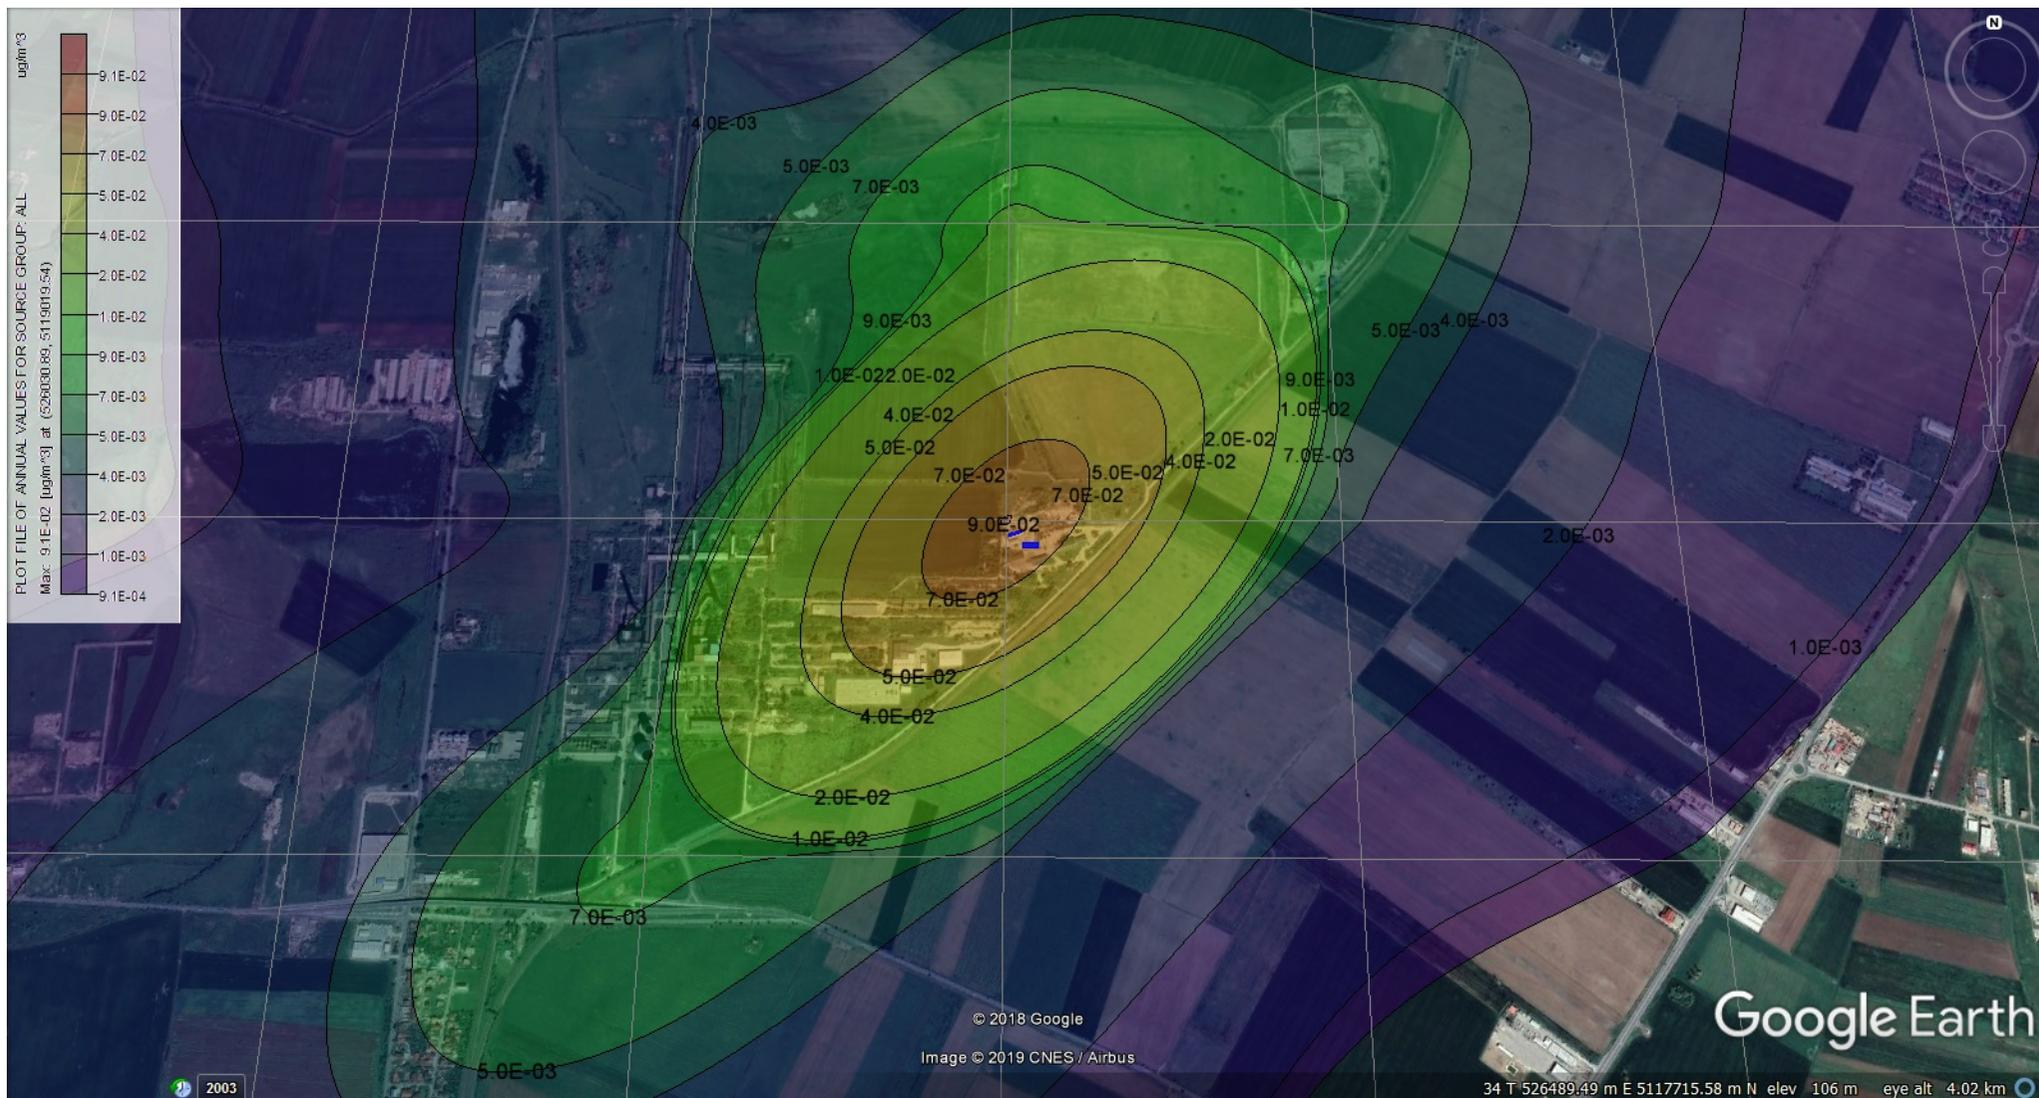 ug/m^3
PLOT FILE OF ANNUAL VALUES FOR SOURCE GROUP: ALL
Max: 9.1E-02 [ug/m^3] at (526030.89, 5119019.54)
9.1E-02
9.0E-02
7.0E-02
5.0E-02
4.0E-02
2.0E-02
1.0E-02
9.0E-03
7.0E-03
5.0E-03
4.0E-03
2.0E-03
1.0E-03
9.1E-04
N
4.0E-03
5.0E-03
7.0E-03
9.0E-03
5.0E-03
4.0E-03
1.0E-02
2.0E-02
9.0E-03
4.0E-02
1.0E-02
5.0E-02
2.0E-02
7.0E-03
4.0E-02
7.0E-02
5.0E-02
7.0E-02
9.0E-02
2.0E-03
7.0E-02
1.0E-03
5.0E-02
4.0E-02
2.0E-02
1.0E-02
7.0E-03
5.0E-03
© 2018 Google
Image © 2019 CNES / Airbus
Google Earth
2003
34 T 526489.49 m E 5117715.58 m N elev 106 m eye alt 4.02 km